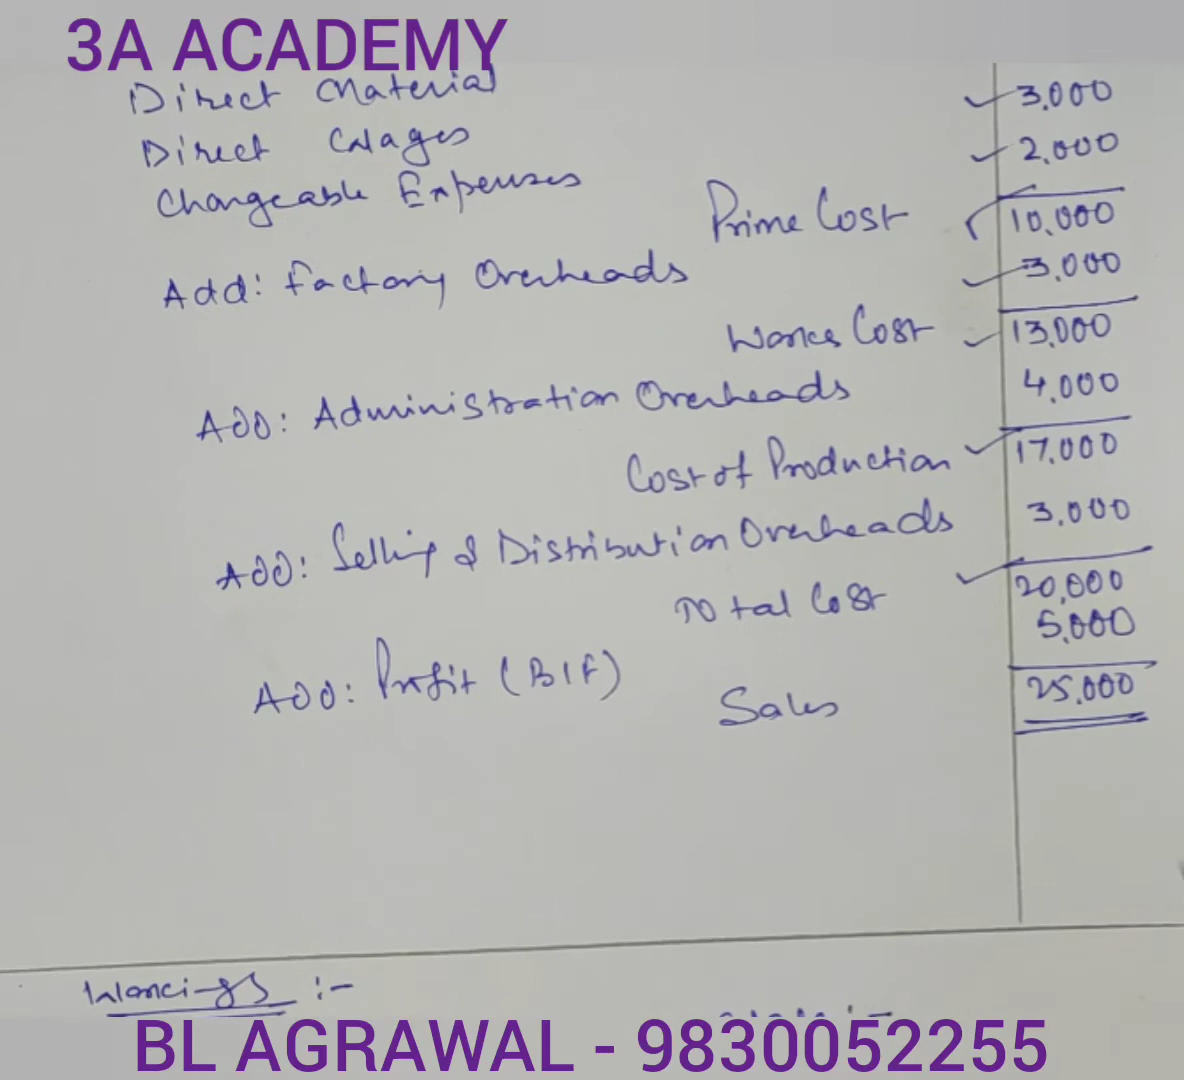 3A ACADEMY
Direct Material 3,000
Direct Wages 2,000
Chargeable Expenses
Prime Cost 10,000
Add: Factory Overheads 3,000
Works Cost 13,000
Add: Administration Overheads 4,000
Cost of Production 17,000
Add: Selling & Distribution Overheads 3,000
Total Cost 20,000
Add: Profit (B/F) 5,000
Sales 25,000
Workings :-
BL AGRAWAL - 9830052255